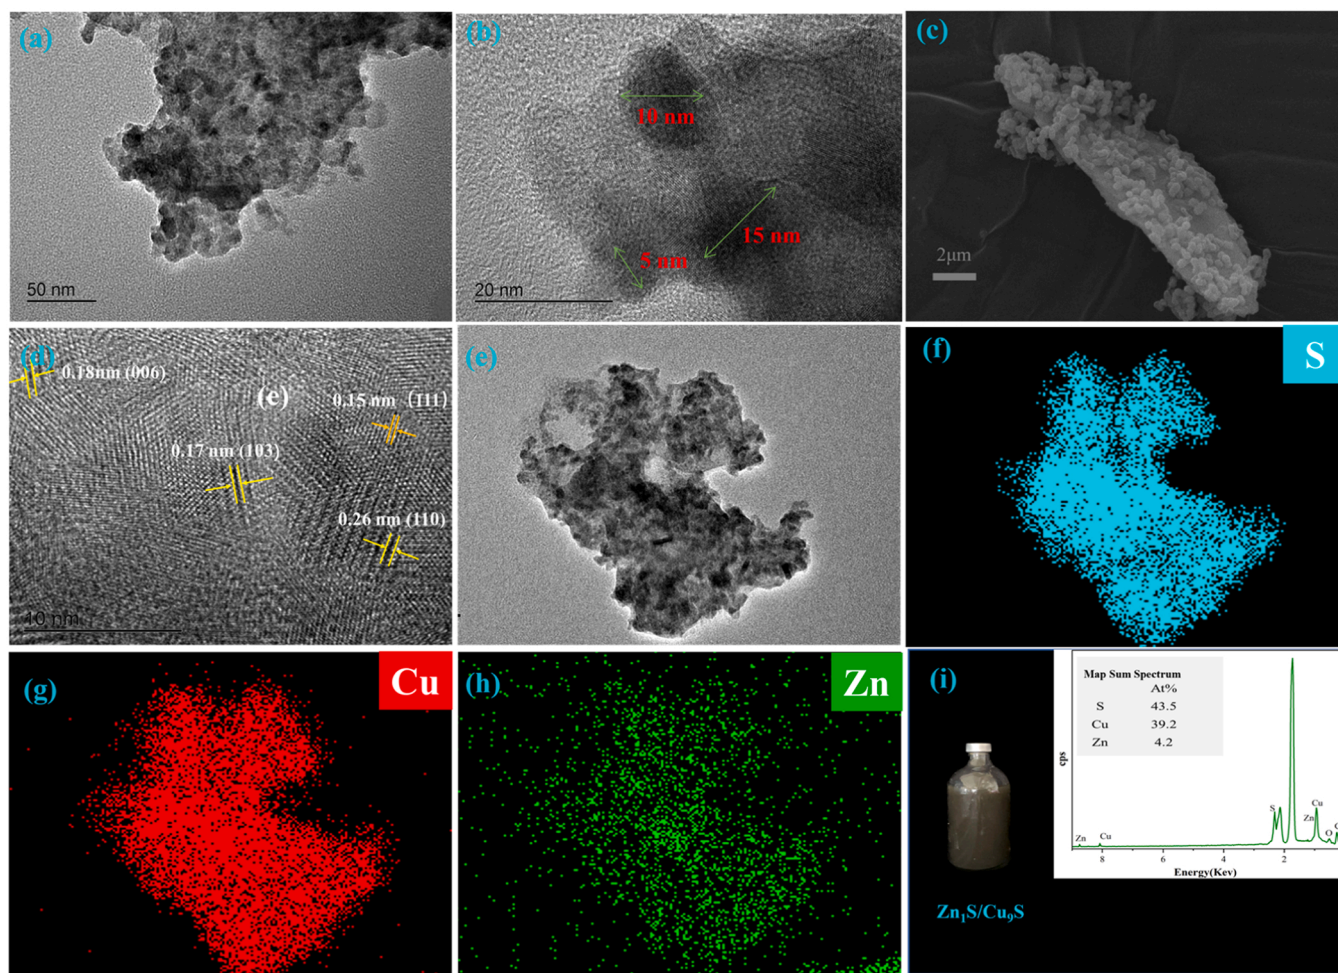 (a)
50 nm
(b)
10 nm
15 nm
5 nm
20 nm
(c)
2μm
(d)
0.18nm (006)
(e)
0.15 nm (111)
0.17 nm (103)
0.26 nm (110)
10 nm
(e)
(f)
S
(g)
Cu
(h)
Zn
(i)
Zn₁S/Cu₉S
Map Sum Spectrum
At%
S 43.5
Cu 39.2
Zn 4.2
cps
Zn
Cu
S
Zn
Cu
O
8 6 4 2
Energy(Kev)